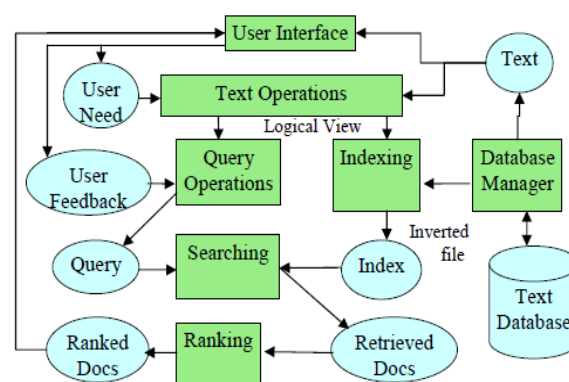 User Interface
Text
User
Need
Text Operations
Logical View
User
Feedback
Query
Operations
Indexing
Database
Manager
Inverted
file
Query
Searching
Index
Text
Database
Ranked
Docs
Ranking
Retrieved
Docs